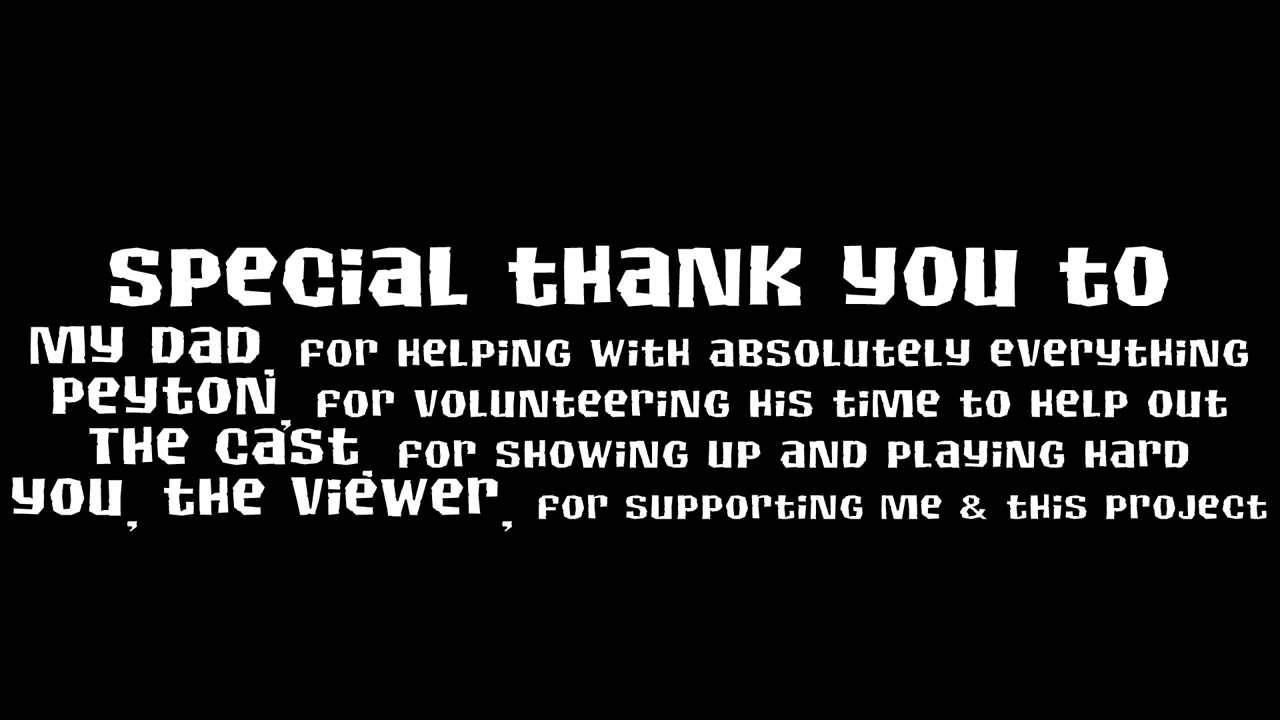 Special thank you to
My Dad, for helping with absolutely everything
Peyton, for volunteering his time to help out
The Cast, for showing up and playing hard
You, the viewer, for supporting me & this project